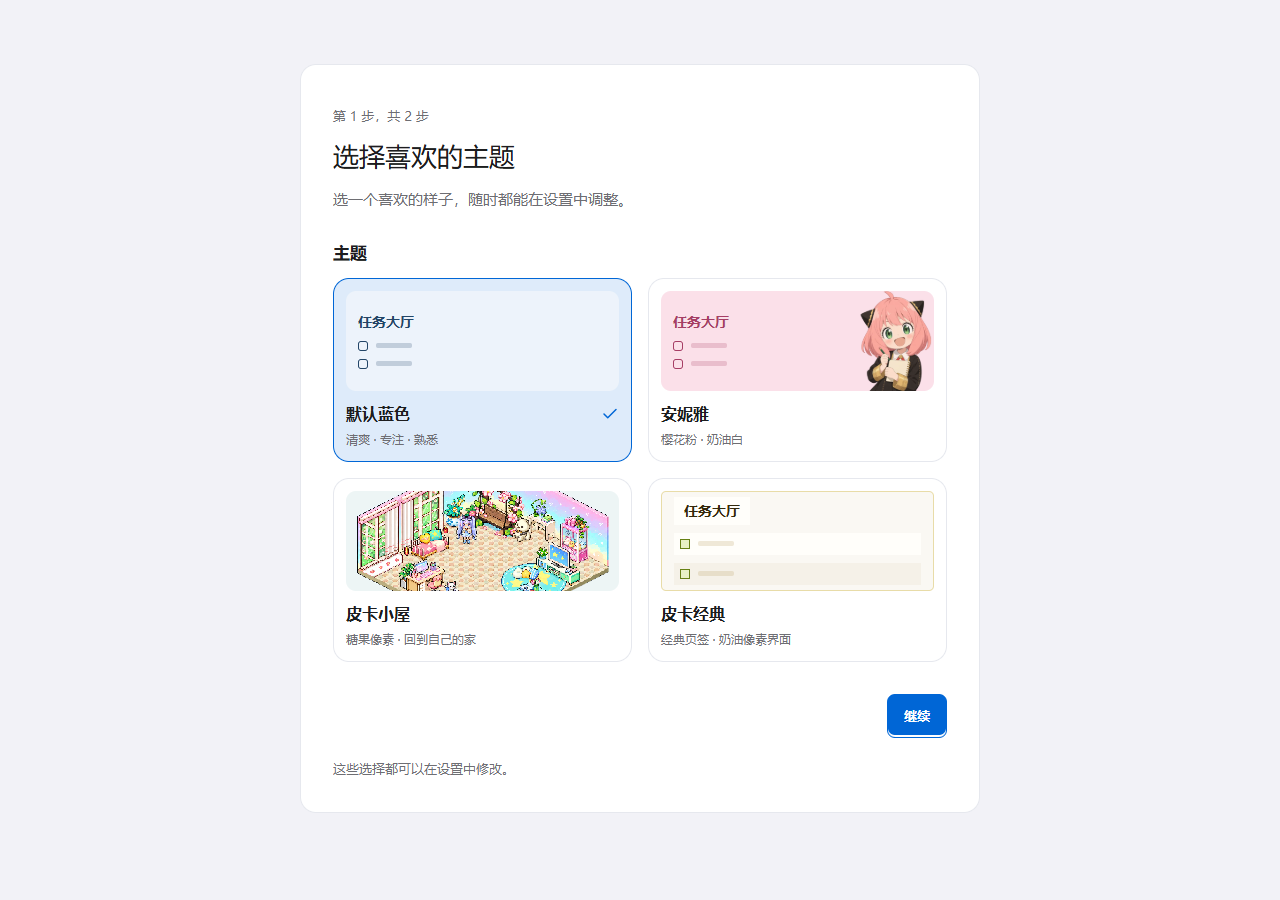 第 1 步，共 2 步
选择喜欢的主题
选一个喜欢的样子，随时都能在设置中调整。
主题
任务大厅
默认蓝色
清爽 · 专注 · 熟悉
任务大厅
安妮雅
樱花粉 · 奶油白
皮卡小屋
糖果像素 · 回到自己的家
任务大厅
皮卡经典
经典页签 · 奶油像素界面
继续
这些选择都可以在设置中修改。